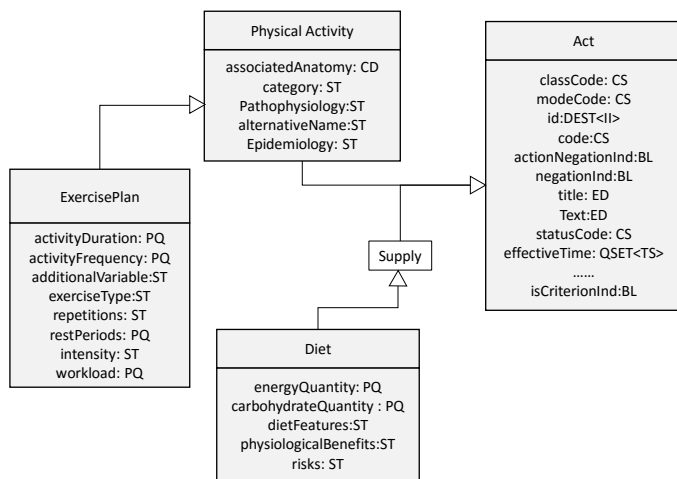 Physical Activity
associatedAnatomy: CD
category: ST
Pathophysiology:ST
alternativeName:ST
Epidemiology: ST
Act
classCode: CS
modeCode: CS
id:DEST<II>
code:CS
actionNegationInd:BL
negationInd:BL
title: ED
Text:ED
statusCode: CS
effectiveTime: QSET<TS>
......
isCriterionInd:BL
ExercisePlan
activityDuration: PQ
activityFrequency: PQ
additionalVariable:ST
exerciseType:ST
repetitions: ST
restPeriods: PQ
intensity: ST
workload: PQ
Supply
Diet
energyQuantity: PQ
carbohydrateQuantity : PQ
dietFeatures:ST
physiologicalBenefits:ST
risks: ST